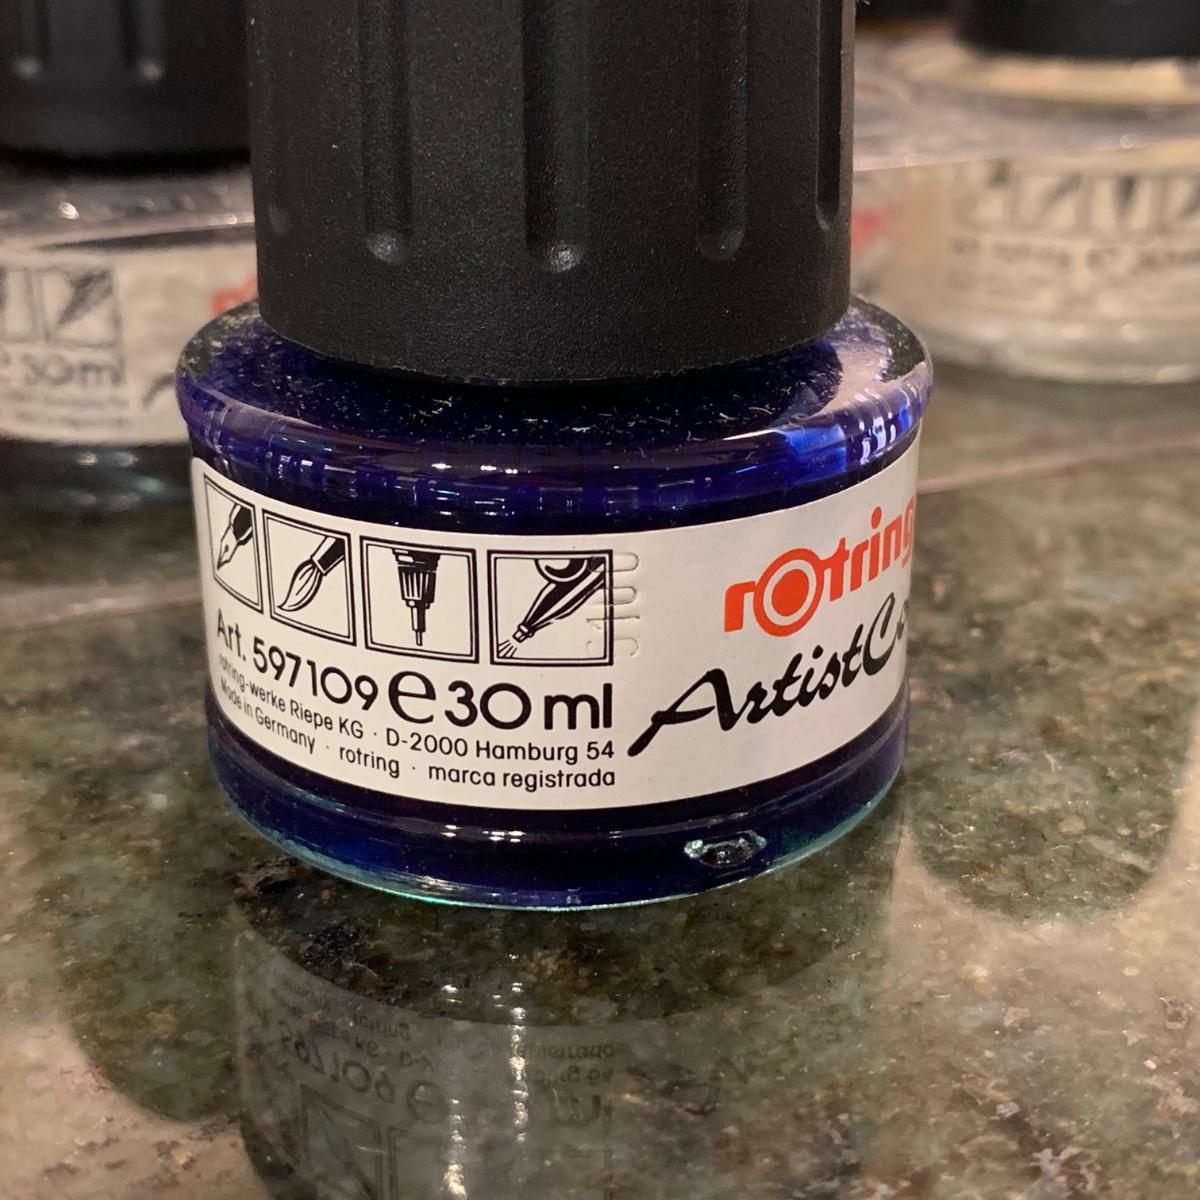 rotring
ArtistCo
Art. 597109 e 30 ml
rotring-werke Riepe KG · D-2000 Hamburg 54
Made in Germany · rotring · marca registrada
30ml